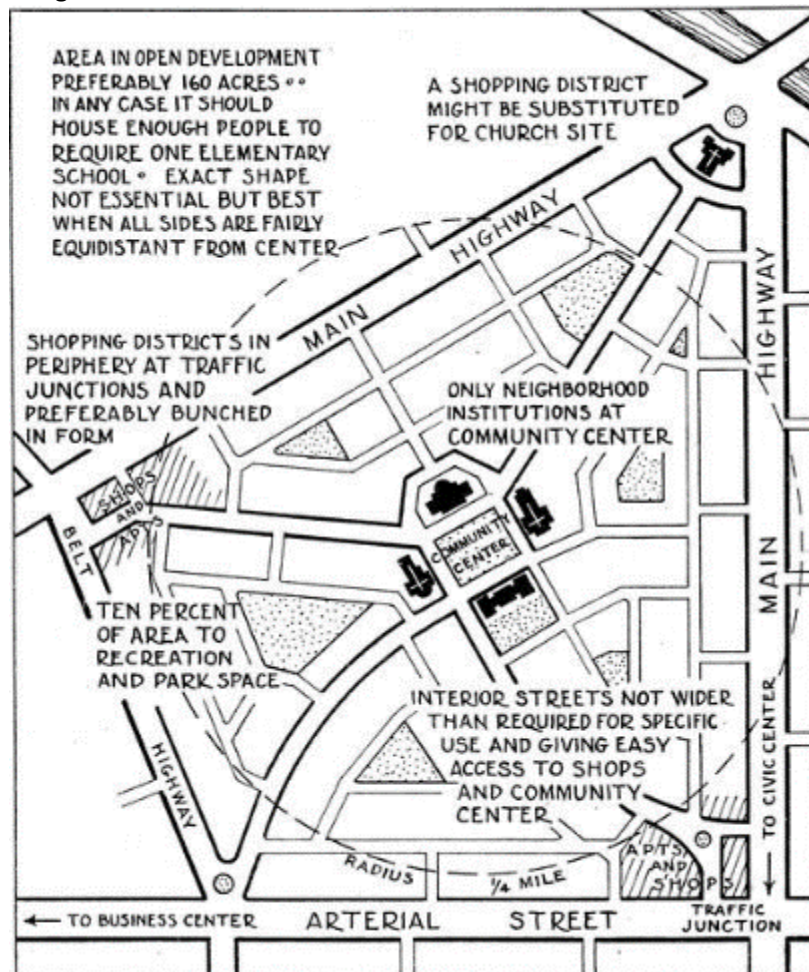 AREA IN OPEN DEVELOPMENT
PREFERABLY 160 ACRES • •
IN ANY CASE IT SHOULD
HOUSE ENOUGH PEOPLE TO
REQUIRE ONE ELEMENTARY
SCHOOL • EXACT SHAPE
NOT ESSENTIAL BUT BEST
WHEN ALL SIDES ARE FAIRLY
EQUIDISTANT FROM CENTER
A SHOPPING DISTRICT
MIGHT BE SUBSTITUTED
FOR CHURCH SITE
MAIN HIGHWAY
HIGHWAY
MAIN
SHOPPING DISTRICTS IN
PERIPHERY AT TRAFFIC
JUNCTIONS AND
PREFERABLY BUNCHED
IN FORM
ONLY NEIGHBORHOOD
INSTITUTIONS AT
COMMUNITY CENTER
SHOPS
AND
APTS
BELT
HIGHWAY
COMMUNITY
CENTER
TEN PERCENT
OF AREA TO
RECREATION
AND PARK SPACE
INTERIOR STREETS NOT WIDER
THAN REQUIRED FOR SPECIFIC
USE AND GIVING EASY
ACCESS TO SHOPS
AND COMMUNITY
CENTER
TO CIVIC CENTER
RADIUS 1/4 MILE
APTS
AND
SHOPS
TRAFFIC
JUNCTION
TO BUSINESS CENTER
ARTERIAL STREET